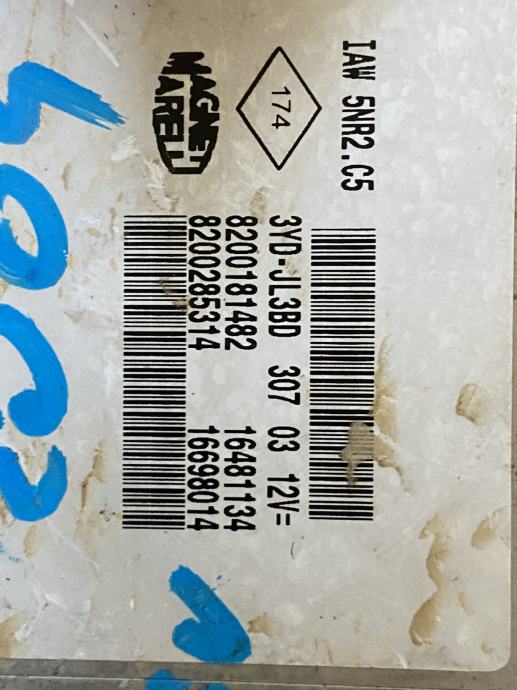 IAW 5NR2.C5
174
MAGNETI
MARELLI
3YD-JL3BD 307 03 12V=
8200181482 16481134
8200285314 16698014